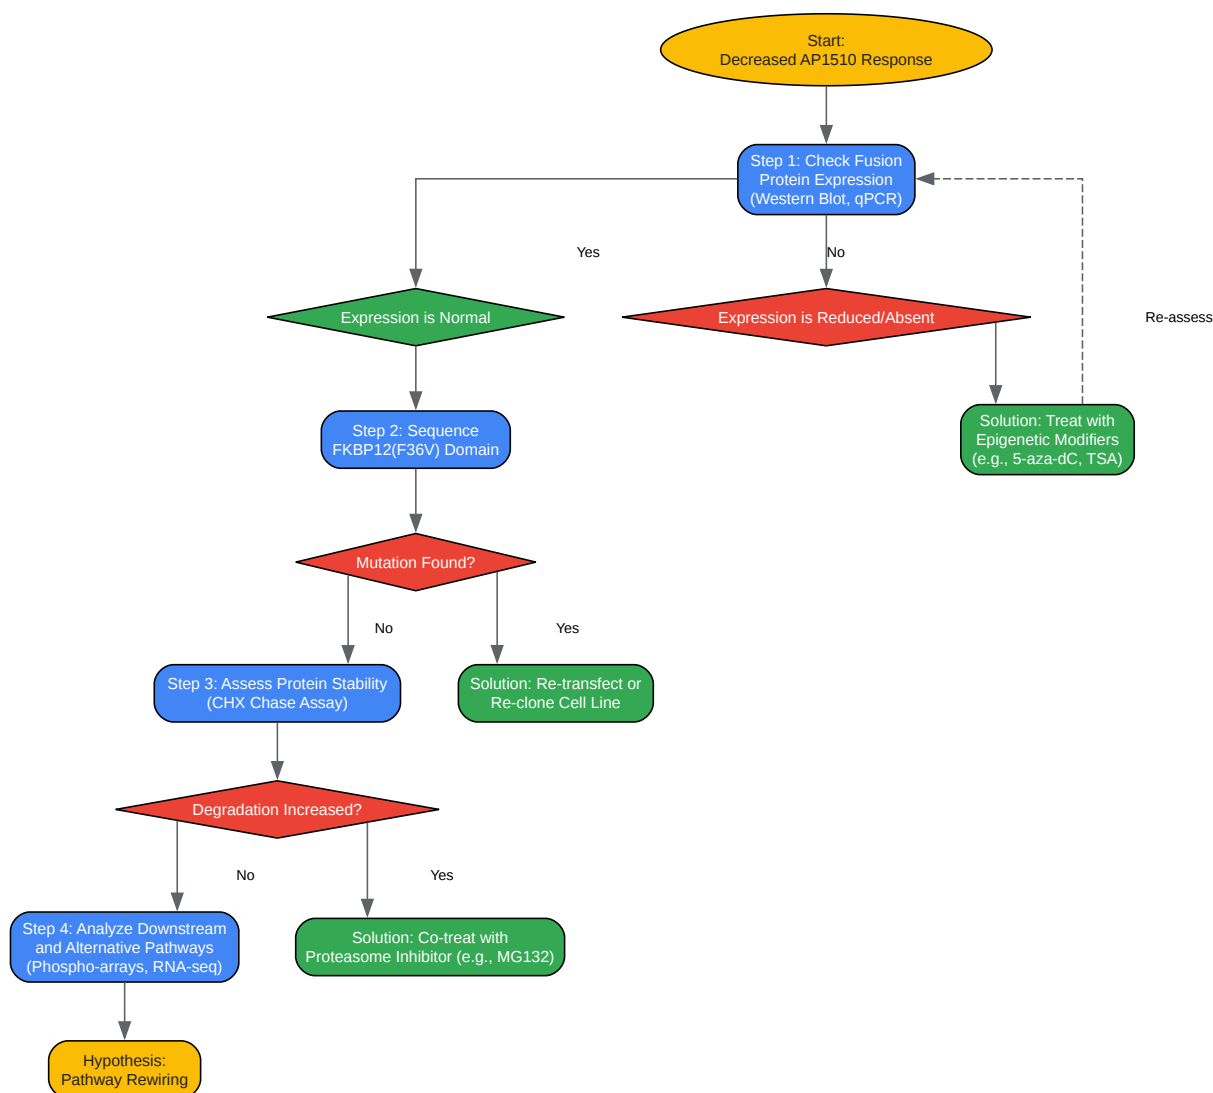 Start:
Decreased AP1510 Response
Step 1: Check Fusion
Protein Expression
(Western Blot, qPCR)
Yes
No
Expression is Normal
Expression is Reduced/Absent
Re-assess
Step 2: Sequence
FKBP12(F36V) Domain
Solution: Treat with
Epigenetic Modifiers
(e.g., 5-aza-dC, TSA)
Mutation Found?
No
Yes
Step 3: Assess Protein Stability
(CHX Chase Assay)
Solution: Re-transfect or
Re-clone Cell Line
Degradation Increased?
No
Yes
Step 4: Analyze Downstream
and Alternative Pathways
(Phospho-arrays, RNA-seq)
Solution: Co-treat with
Proteasome Inhibitor (e.g., MG132)
Hypothesis:
Pathway Rewiring